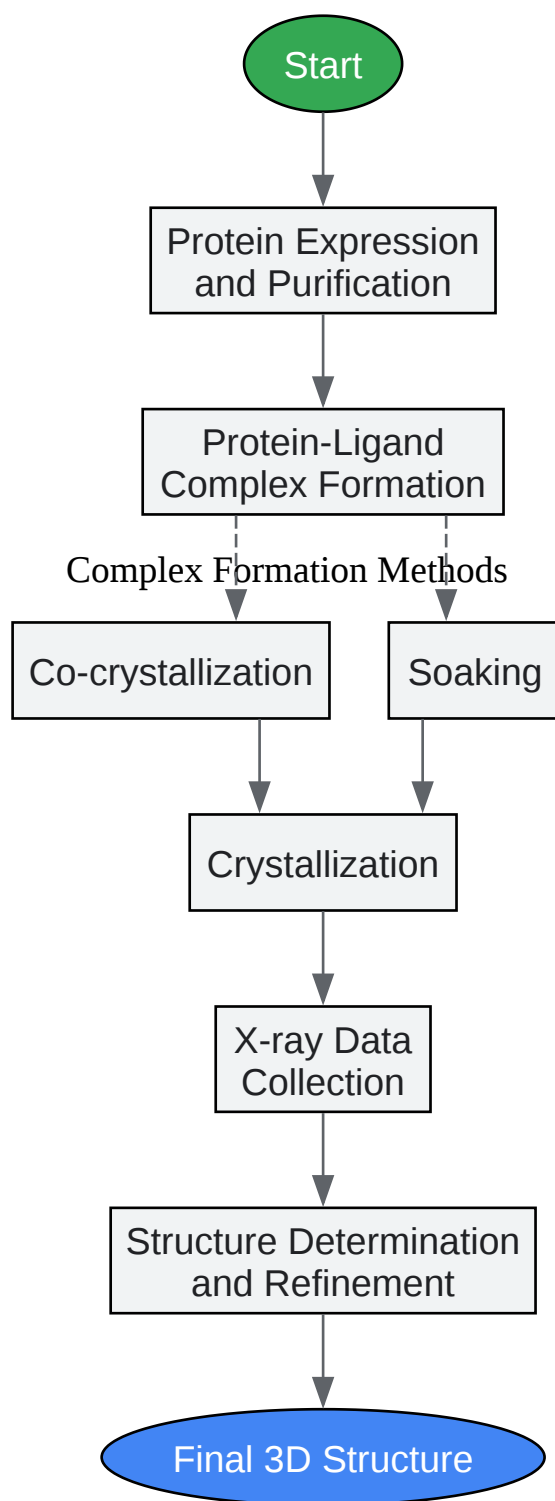 Start
Protein Expression
and Purification
Protein-Ligand
Complex Formation
Complex Formation Methods
Co-crystallization
Soaking
Crystallization
X-ray Data
Collection
Structure Determination
and Refinement
Final 3D Structure